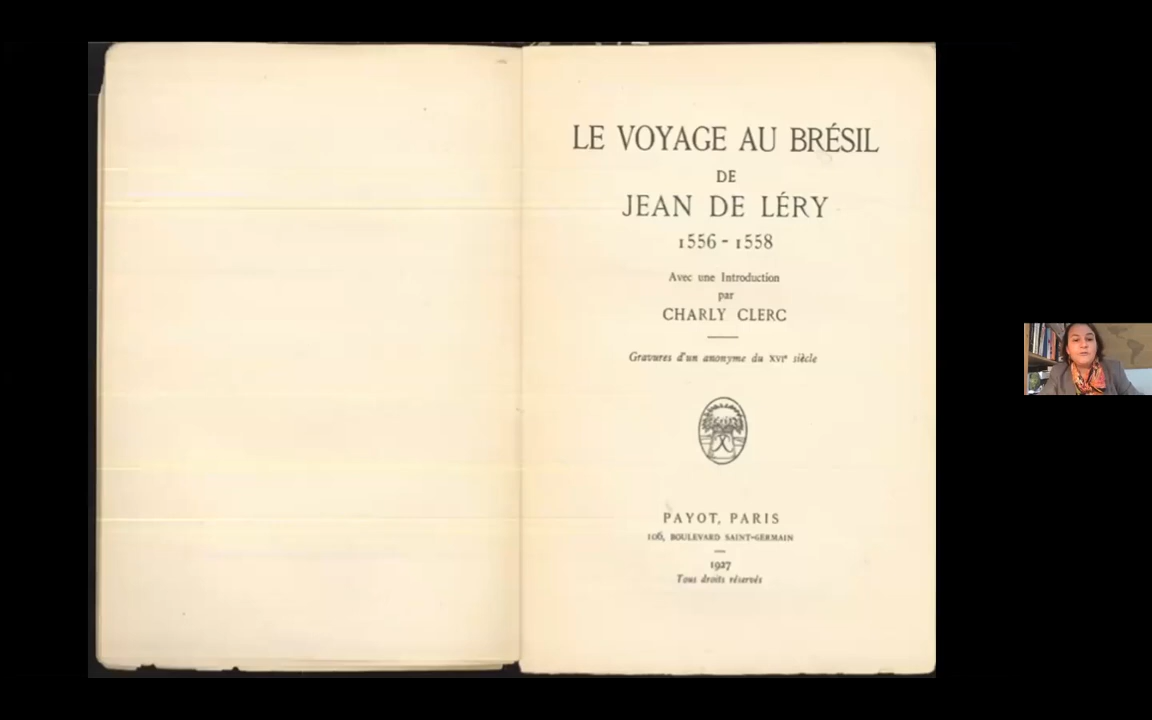 LE VOYAGE AU BRÉSIL
DE
JEAN DE LÉRY
1556-1558
Avec une Introduction
par
CHARLY CLERC
Gravures d'un anonyme du XVIe siècle
PAYOT, PARIS
106, BOULEVARD SAINT-GERMAIN
1927
Tous droits réservés